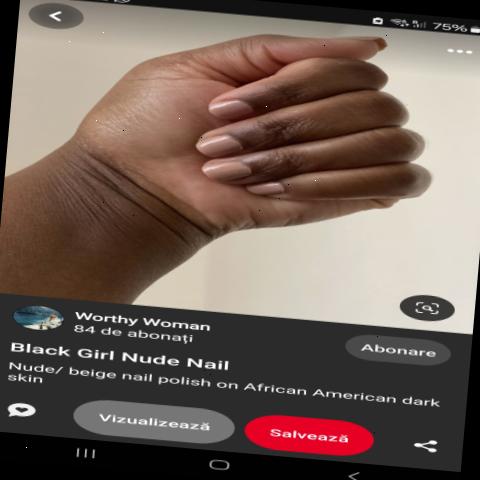 75%
Worthy Woman
84 de abonați
Abonare
Black Girl Nude Nail
Nude/ beige nail polish on African American dark
skin
Vizualizează
Salvează